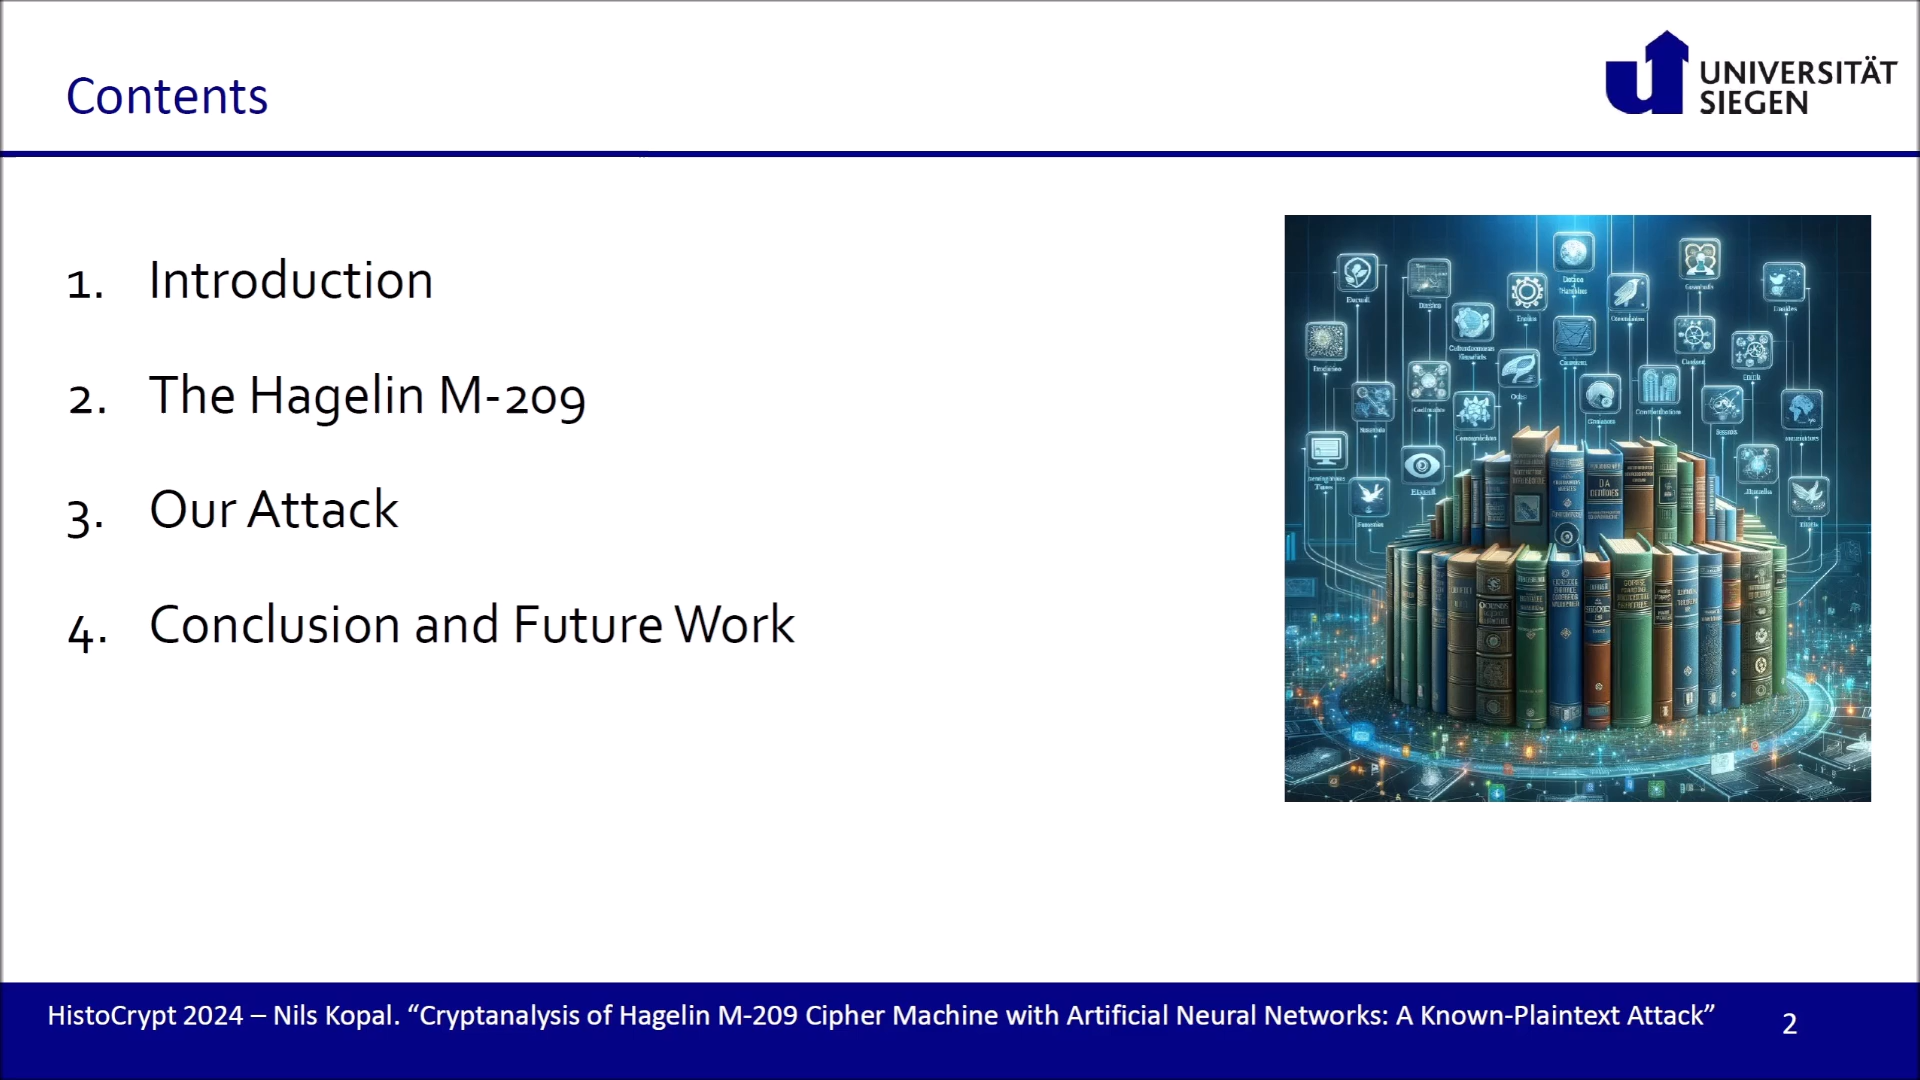 Contents
UNIVERSITÄT
SIEGEN
1. Introduction
2. The Hagelin M-209
3. Our Attack
4. Conclusion and Future Work
HistoCrypt 2024 – Nils Kopal. “Cryptanalysis of Hagelin M-209 Cipher Machine with Artificial Neural Networks: A Known-Plaintext Attack”
2